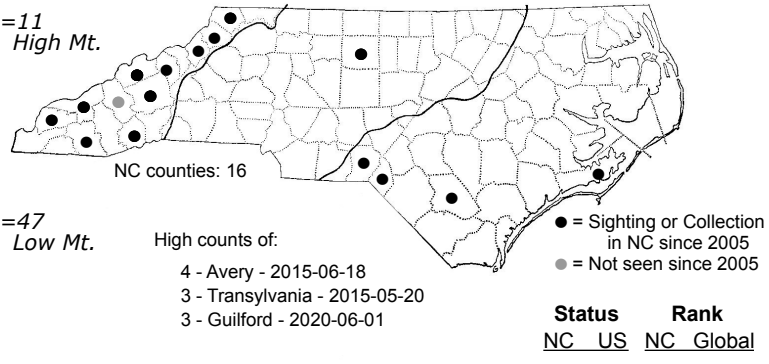 =11
High Mt.
NC counties: 16
=47
Low Mt.
High counts of:
4 - Avery - 2015-06-18
3 - Transylvania - 2015-05-20
3 - Guilford - 2020-06-01
= Sighting or Collection
in NC since 2005
= Not seen since 2005
Status Rank
NC US NC Global